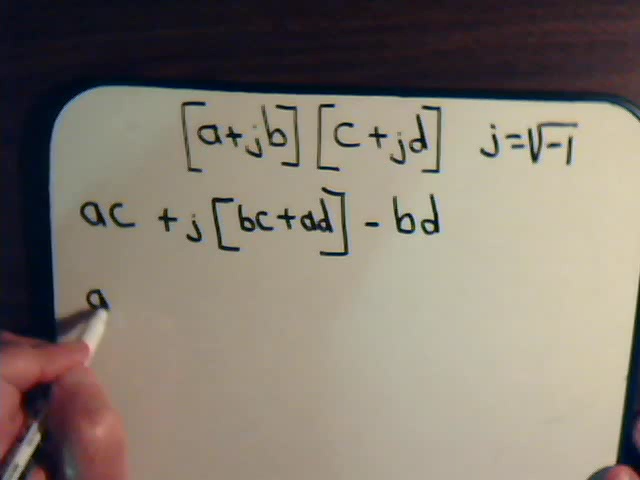 [a+jb] [c+jd] j=√-1
ac +j[bc+ad] - bd
a